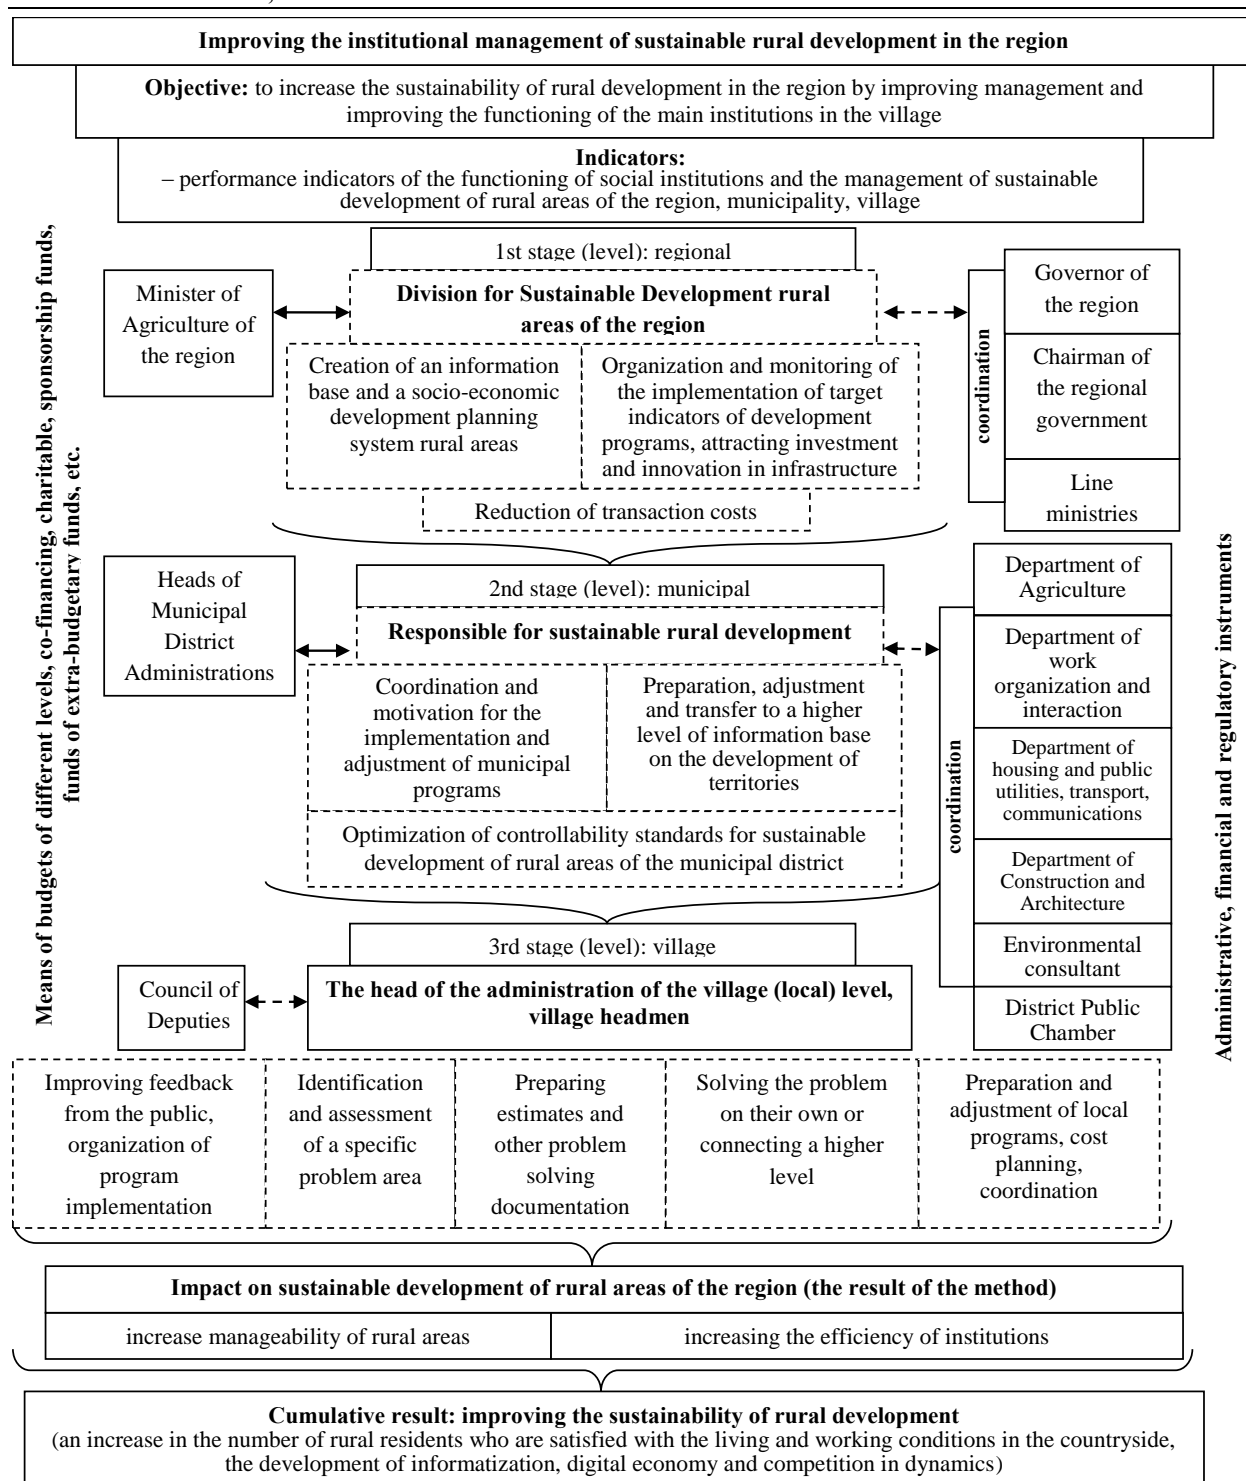 Improving the institutional management of sustainable rural development in the region
Objective: to increase the sustainability of rural development in the region by improving management and
improving the functioning of the main institutions in the village
Indicators:
– performance indicators of the functioning of social institutions and the management of sustainable
development of rural areas of the region, municipality, village
Means of budgets of different levels, co-financing, charitable, sponsorship funds,
funds of extra-budgetary funds, etc.
1st stage (level): regional
Minister of
Agriculture of
the region
Division for Sustainable Development rural
areas of the region
Creation of an information
base and a socio-economic
development planning
system rural areas
Organization and monitoring of
the implementation of target
indicators of development
programs, attracting investment
and innovation in infrastructure
Reduction of transaction costs
coordination
Governor of
the region
Chairman of
the regional
government
Line
ministries
2nd stage (level): municipal
Heads of
Municipal
District
Administrations
Responsible for sustainable rural development
Coordination and
motivation for the
implementation and
adjustment of municipal
programs
Preparation, adjustment
and transfer to a higher
level of information base
on the development of
territories
Optimization of controllability standards for sustainable
development of rural areas of the municipal district
coordination
Department of
Agriculture
Department of
work
organization and
interaction
Department of
housing and public
utilities, transport,
communications
Department of
Construction and
Architecture
Environmental
consultant
District Public
Chamber
Administrative, financial and regulatory instruments
3rd stage (level): village
Council of
Deputies
The head of the administration of the village (local) level,
village headmen
Improving feedback
from the public,
organization of
program
implementation
Identification
and assessment
of a specific
problem area
Preparing
estimates and
other problem
solving
documentation
Solving the problem
on their own or
connecting a higher
level
Preparation and
adjustment of local
programs, cost
planning,
coordination
Impact on sustainable development of rural areas of the region (the result of the method)
increase manageability of rural areas
increasing the efficiency of institutions
Cumulative result: improving the sustainability of rural development
(an increase in the number of rural residents who are satisfied with the living and working conditions in the countryside,
the development of informatization, digital economy and competition in dynamics)